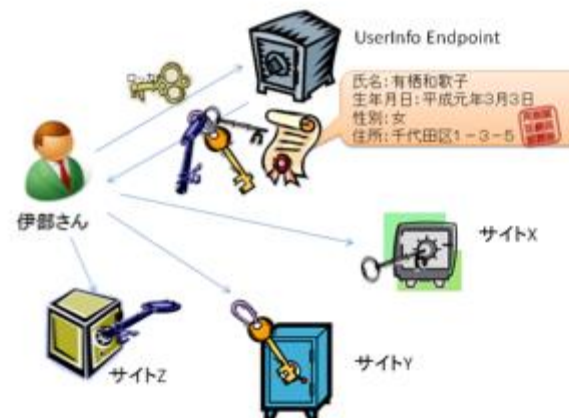 UserInfo Endpoint
氏名:有栖和歌子
生年月日:平成元年3月3日
性別:女
住所:千代田区1-3-5
伊部さん
サイトX
サイトY
サイトZ